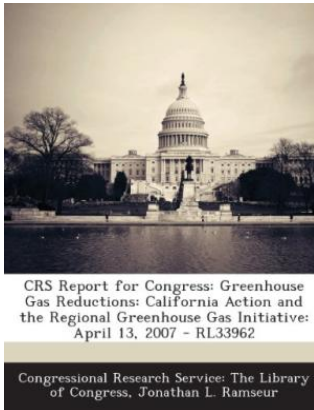 CRS Report for Congress: Greenhouse
Gas Reductions: California Action and
the Regional Greenhouse Gas Initiative:
April 13, 2007 - RL33962
Congressional Research Service: The Library
of Congress, Jonathan L. Ramseur